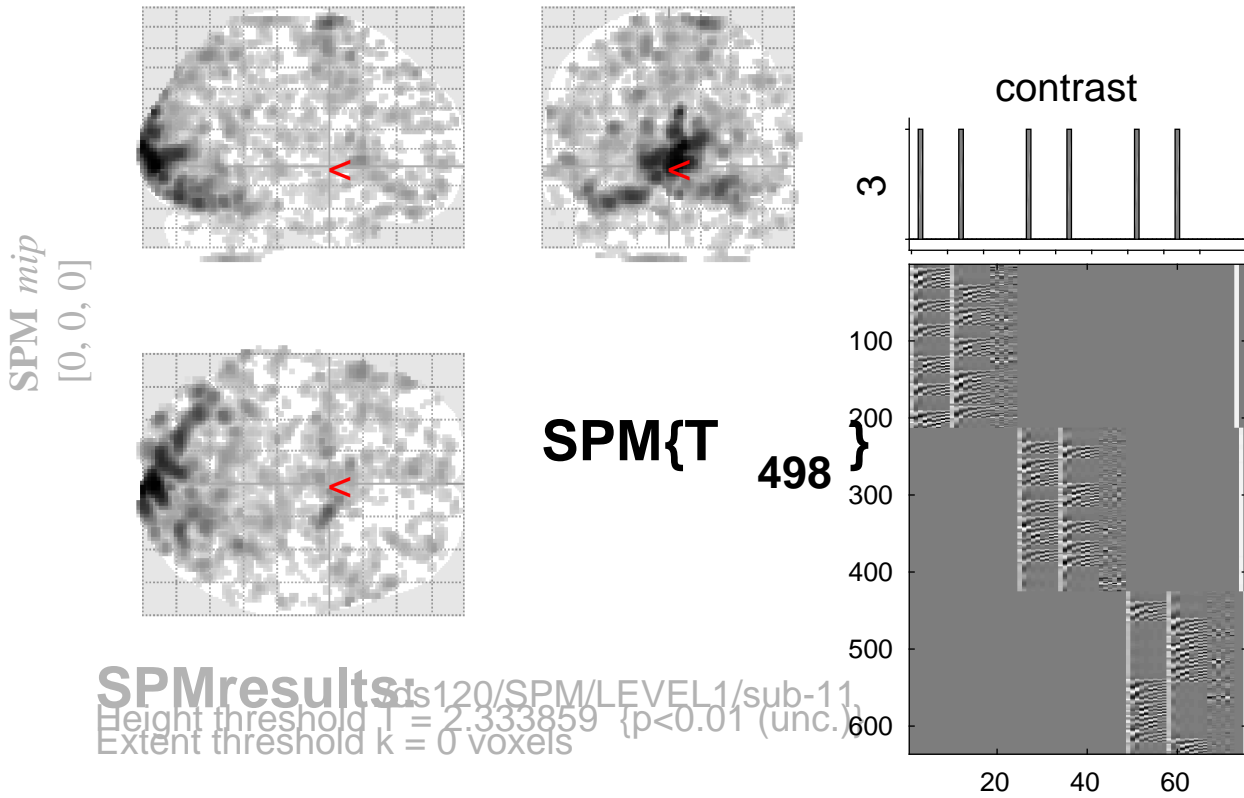 contrast
3
SPM mip
[0, 0, 0]
<
<
<
SPM{T 498 }
100
200
300
400
500
600
20 40 60
SPMresults: /ds120/SPM/LEVEL1/sub-11
Height threshold T = 2.333859 {p<0.01 (unc.)}
Extent threshold k = 0 voxels